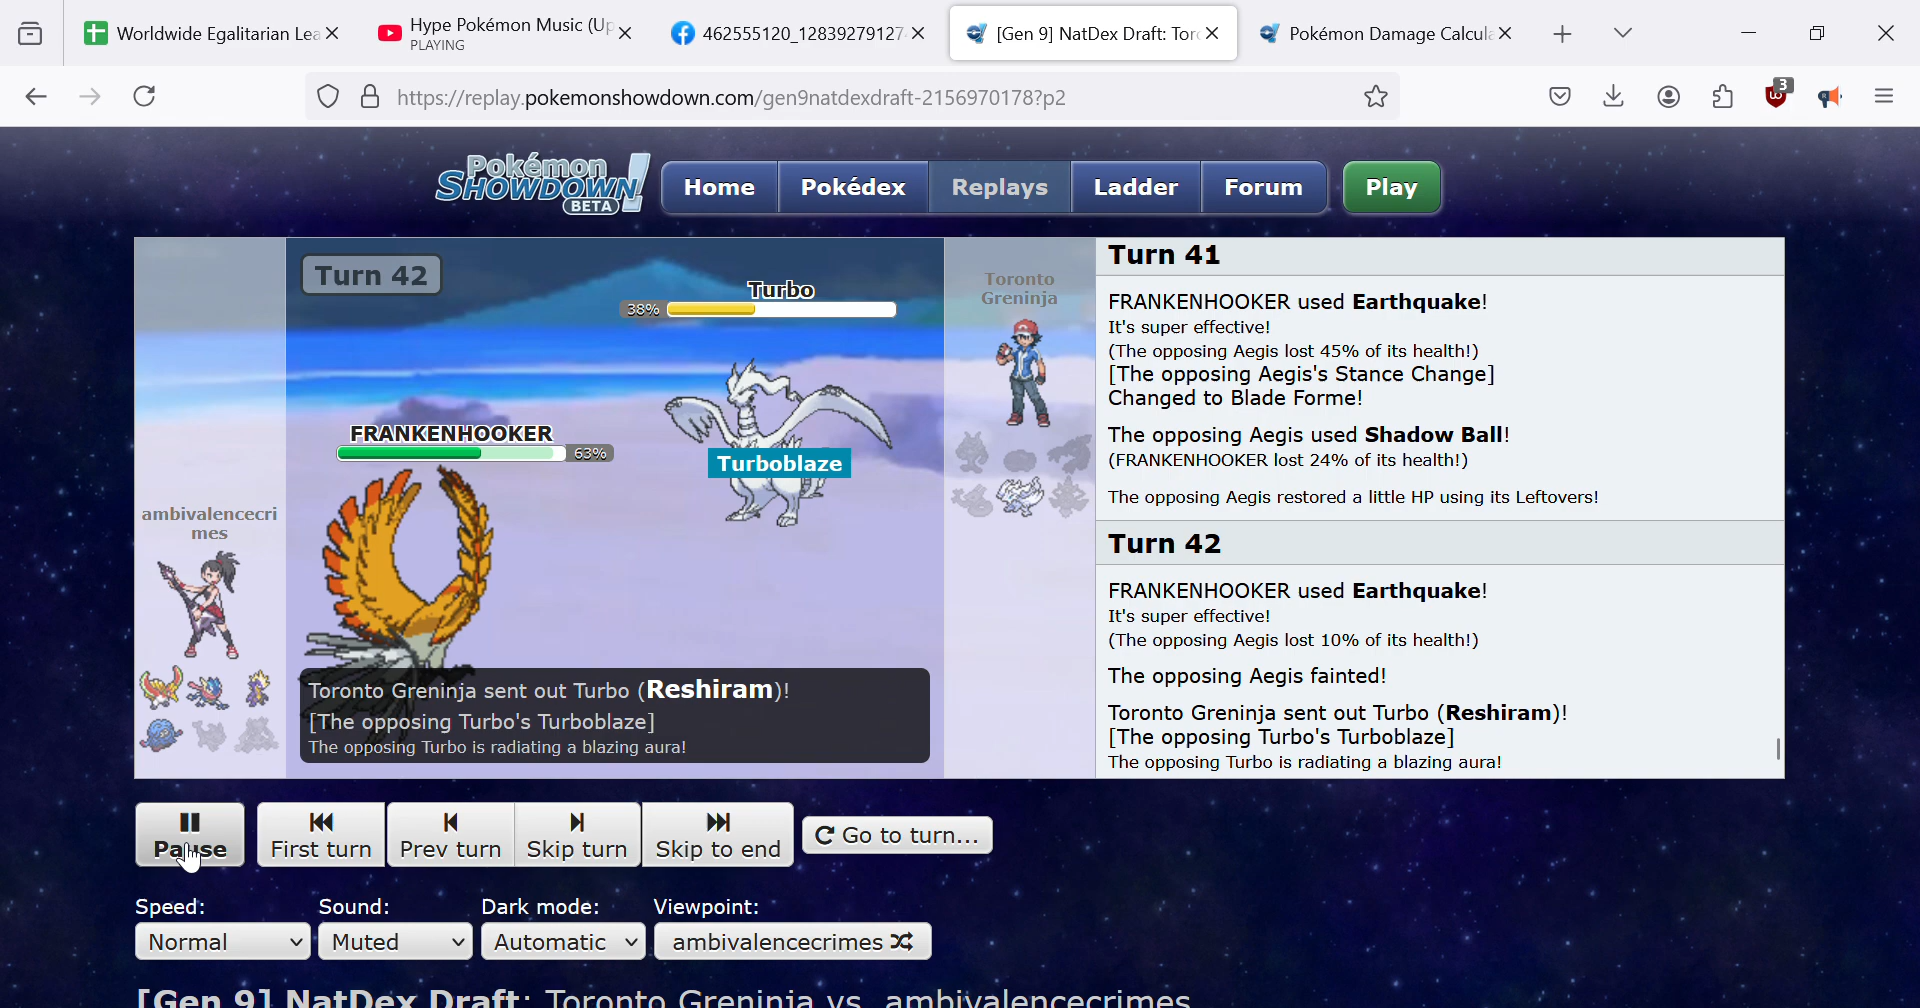 Worldwide Egalitarian Lea
Hype Pokémon Music (Up
PLAYING
462555120_1283927912747
[Gen 9] NatDex Draft: Toro
Pokémon Damage Calcula
https://replay.pokemonshowdown.com/gen9natdexdraft-2156970178?p2
3
Pokémon
SHOWDOWN!
BETA
Home
Pokédex
Replays
Ladder
Forum
Play
Turn 42
Turbo
38%
FRANKENHOOKER
63%
Turboblaze
Toronto
Greninja
ambivalencecri
mes
Toronto Greninja sent out Turbo (Reshiram)!
[The opposing Turbo's Turboblaze]
The opposing Turbo is radiating a blazing aura!
Turn 41
FRANKENHOOKER used Earthquake!
It's super effective!
(The opposing Aegis lost 45% of its health!)
[The opposing Aegis's Stance Change]
Changed to Blade Forme!
The opposing Aegis used Shadow Ball!
(FRANKENHOOKER lost 24% of its health!)
The opposing Aegis restored a little HP using its Leftovers!
Turn 42
FRANKENHOOKER used Earthquake!
It's super effective!
(The opposing Aegis lost 10% of its health!)
The opposing Aegis fainted!
Toronto Greninja sent out Turbo (Reshiram)!
[The opposing Turbo's Turboblaze]
The opposing Turbo is radiating a blazing aura!
Pause
First turn
Prev turn
Skip turn
Skip to end
Go to turn...
Speed:
Sound:
Dark mode:
Viewpoint:
Normal
Muted
Automatic
ambivalencecrimes
[Gen 9] NatDex Draft: Toronto Greninja vs. ambivalencecrimes